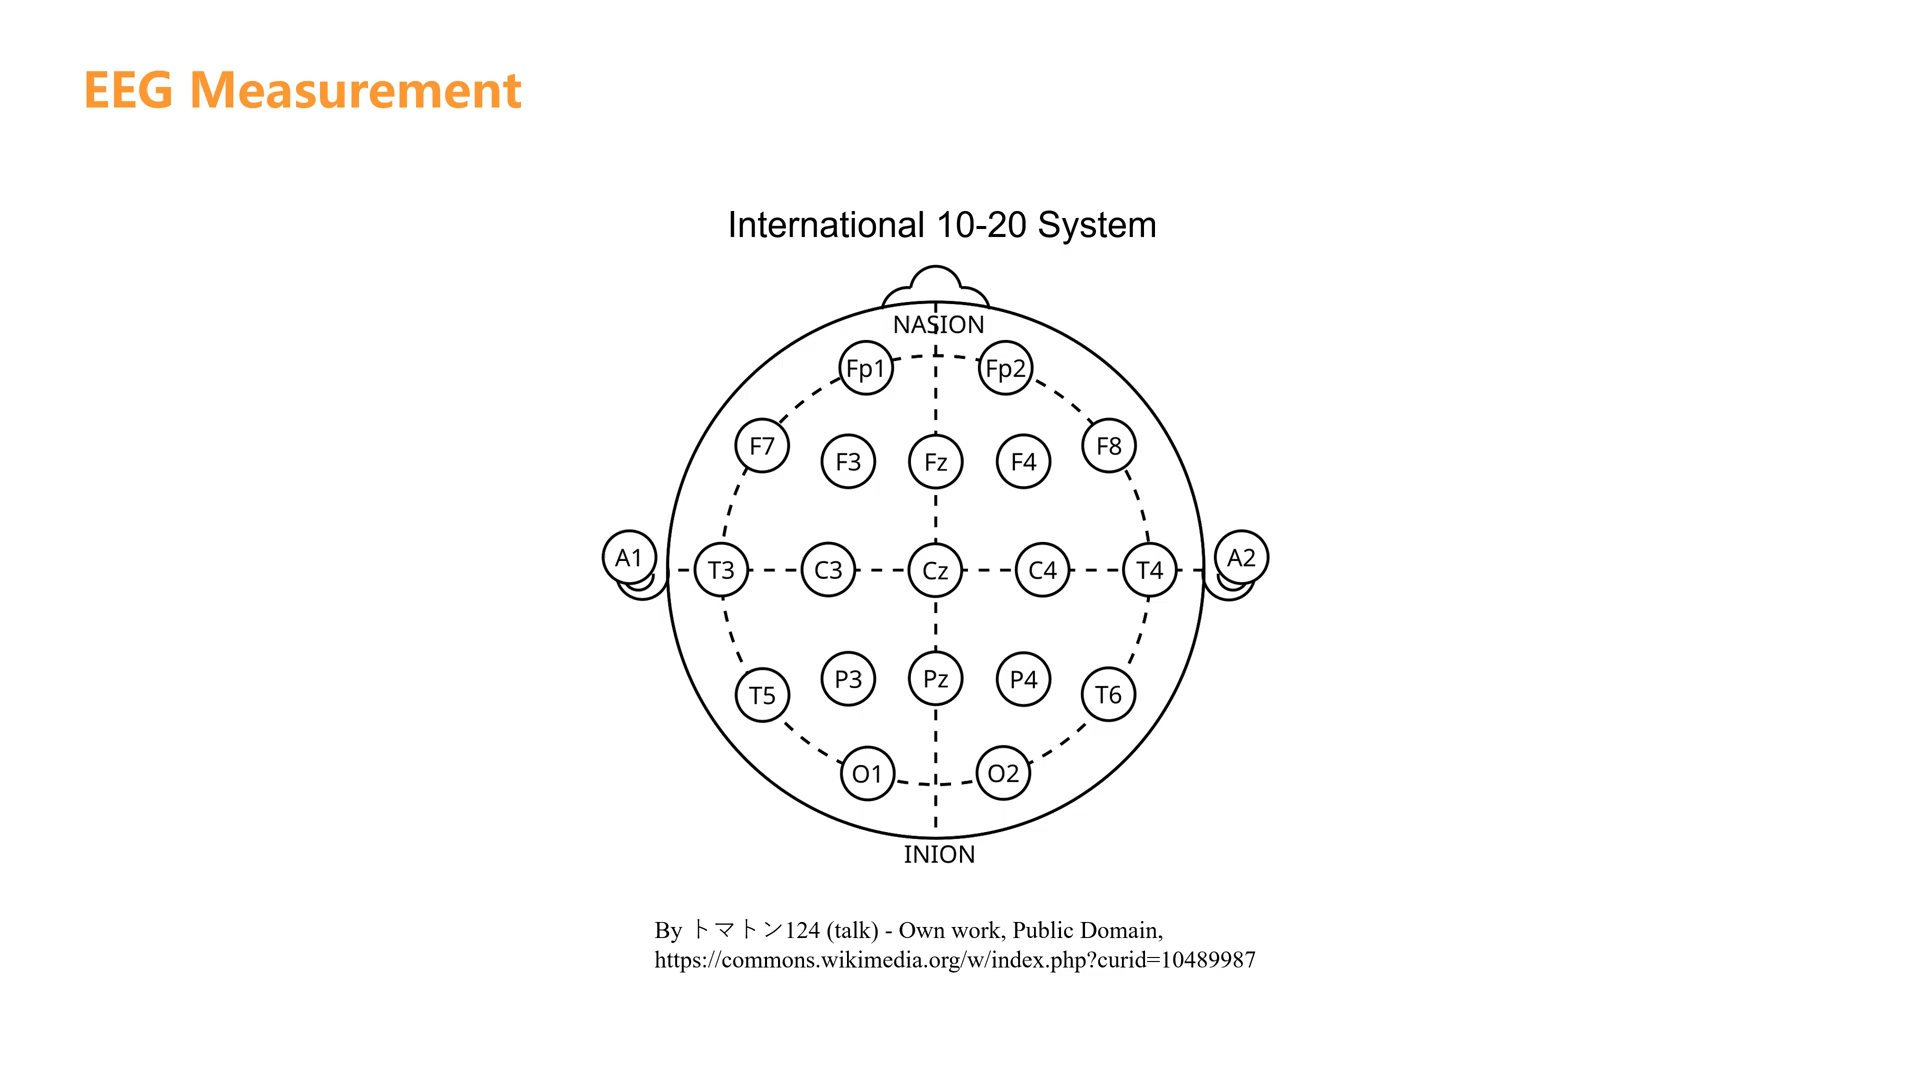 EEG Measurement
International 10-20 System
NASION
Fp1 Fp2
F7 F3 Fz F4 F8
A1 T3 C3 Cz C4 T4 A2
T5 P3 Pz P4 T6
O1 O2
INION
By トマトン124 (talk) - Own work, Public Domain,
https://commons.wikimedia.org/w/index.php?curid=10489987